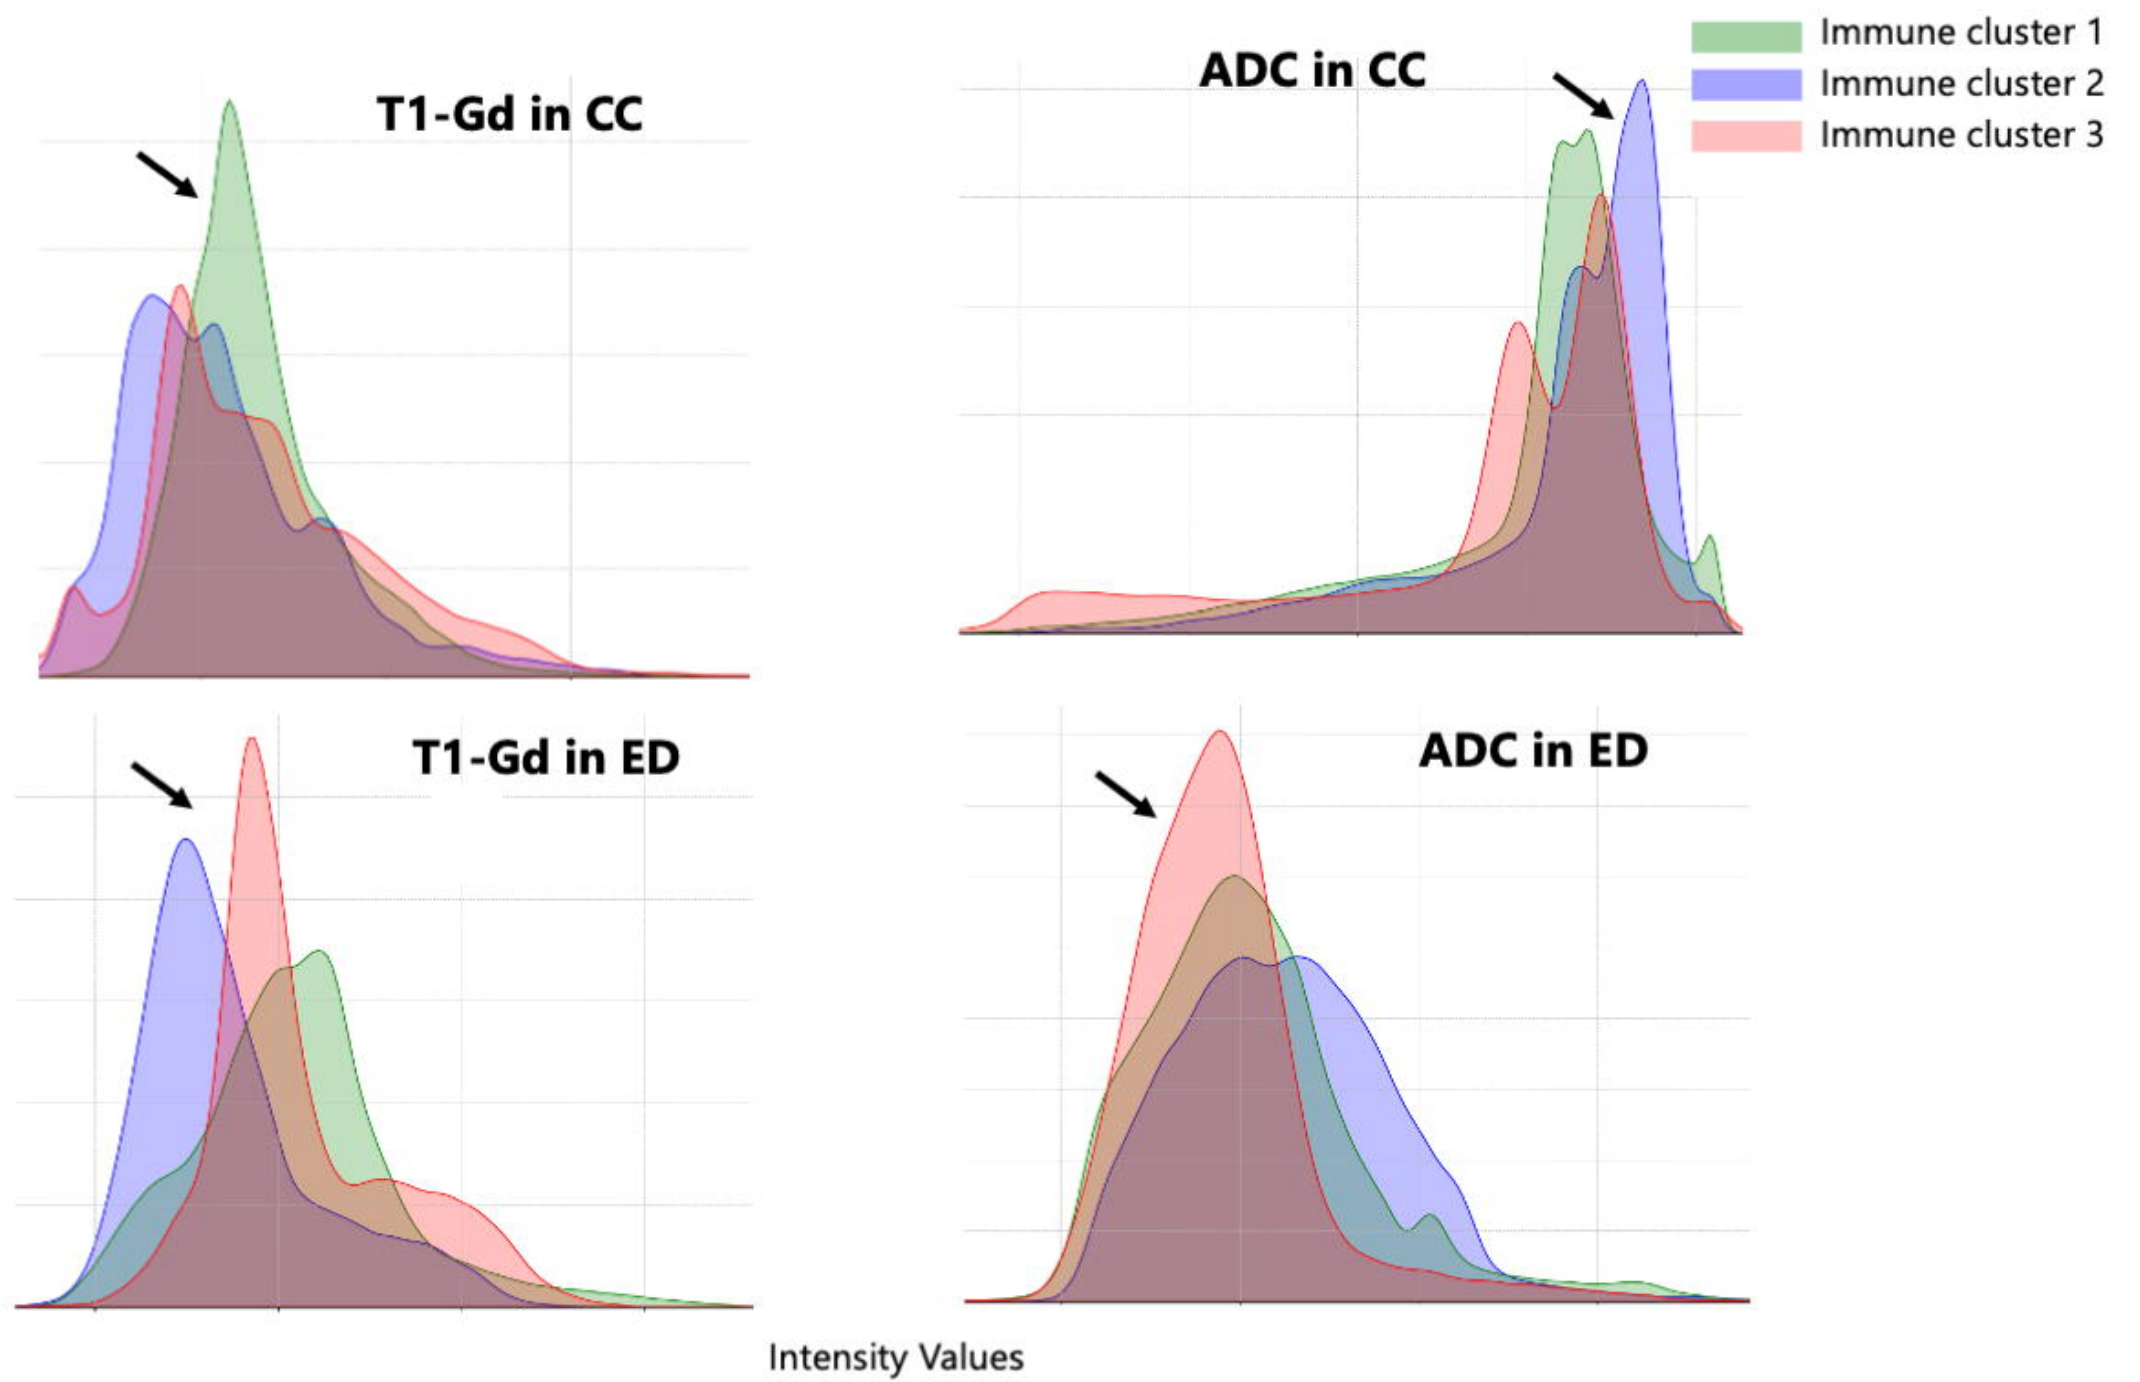 T1-Gd in CC
ADC in CC
Immune cluster 1
Immune cluster 2
Immune cluster 3
T1-Gd in ED
ADC in ED
Intensity Values